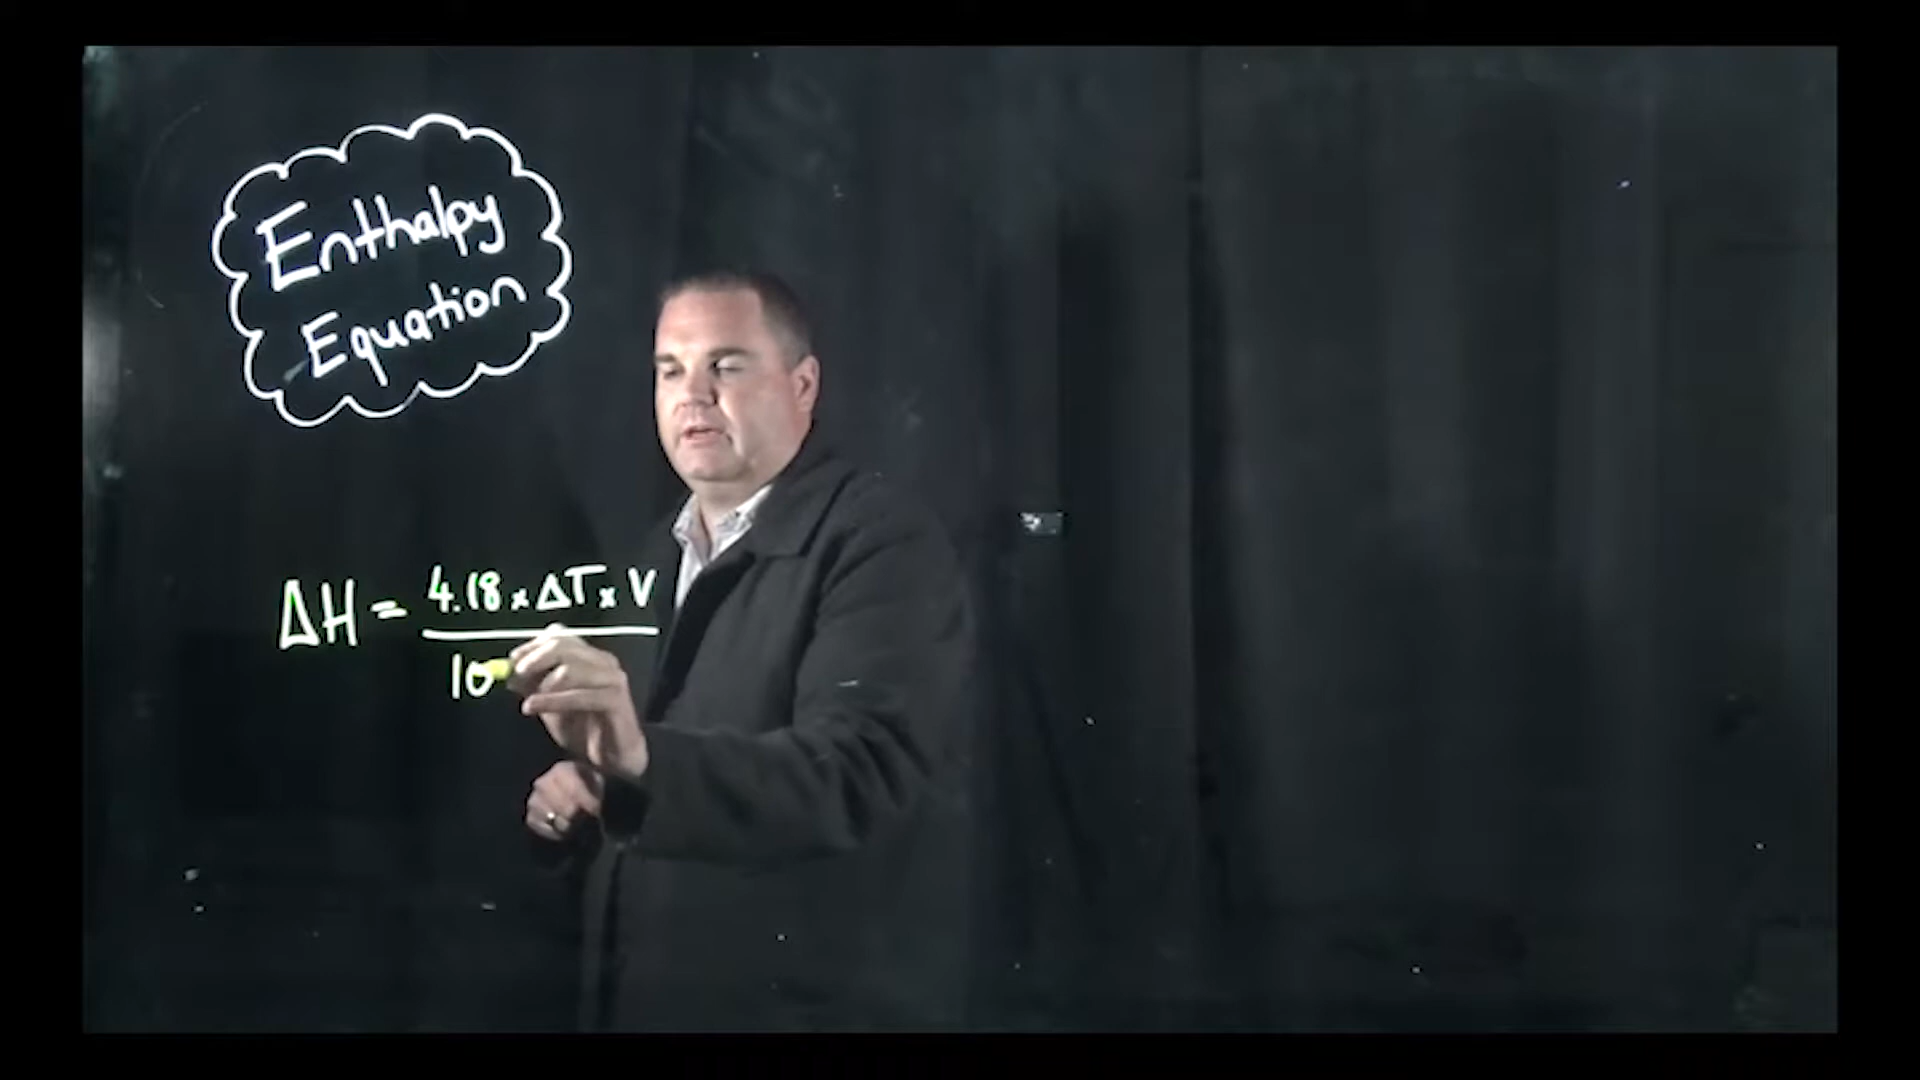 Enthalpy
Equation
ΔH = 4.18 x ΔT x V
10